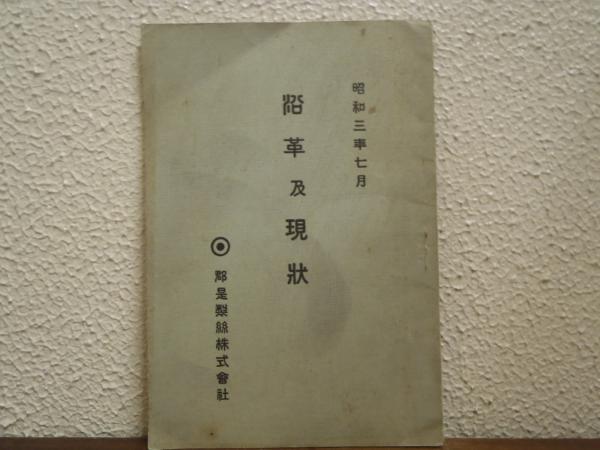 昭和三年七月
沿革及現狀
郡是製絲株式會社